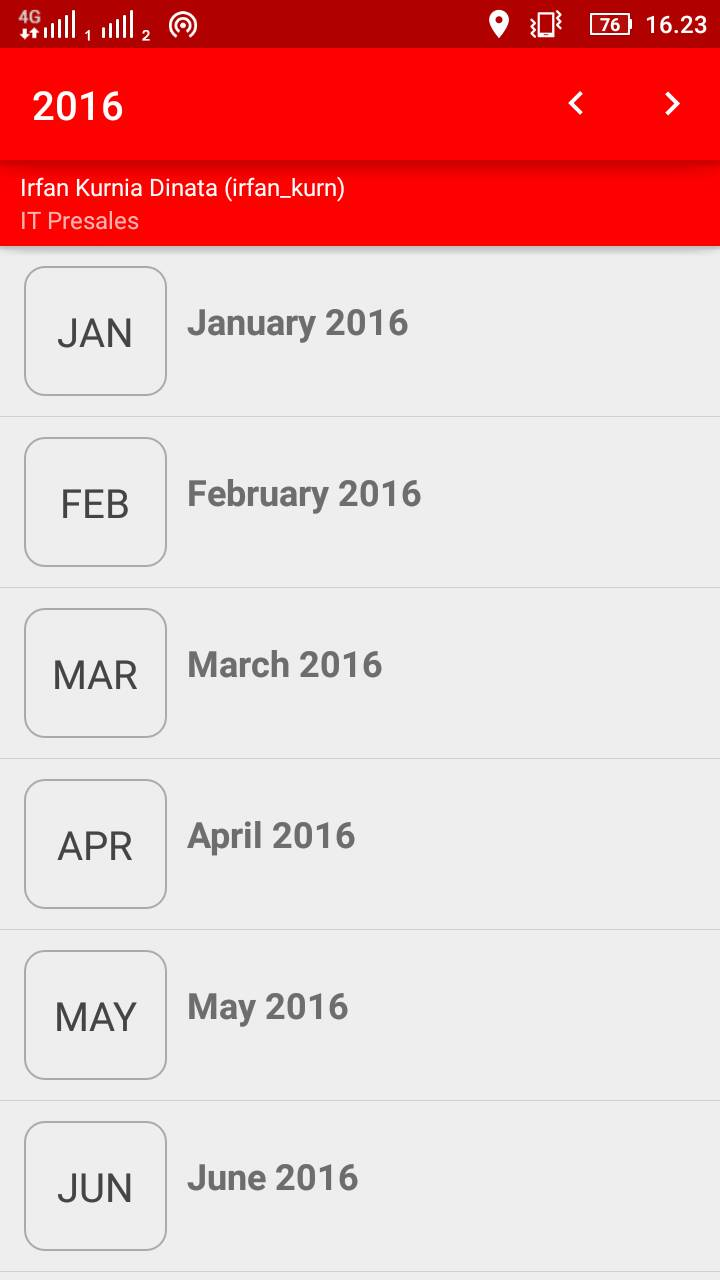 4G 1 2 76 16.23
2016
Irfan Kurnia Dinata (irfan_kurn)
IT Presales
JAN January 2016
FEB February 2016
MAR March 2016
APR April 2016
MAY May 2016
JUN June 2016